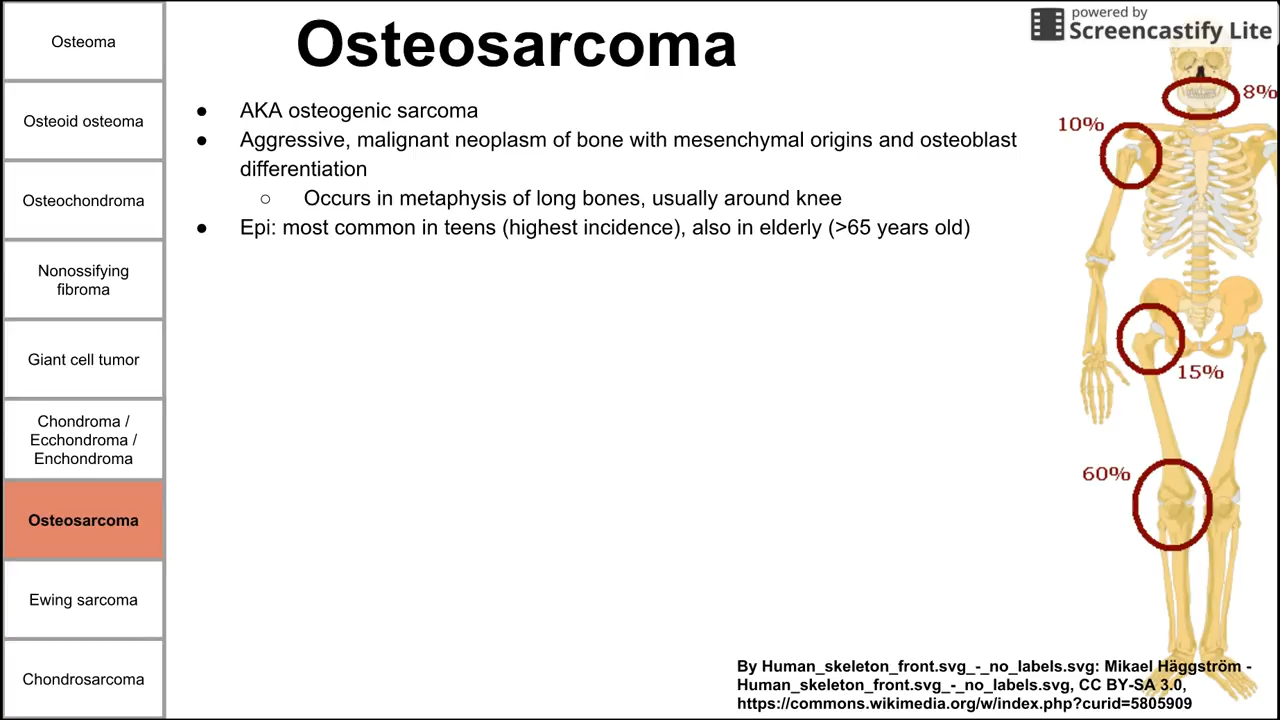 Osteoma
Osteoid osteoma
Osteochondroma
Nonossifying
fibroma
Giant cell tumor
Chondroma /
Ecchondroma /
Enchondroma
Osteosarcoma
Ewing sarcoma
Chondrosarcoma
Osteosarcoma
● AKA osteogenic sarcoma
● Aggressive, malignant neoplasm of bone with mesenchymal origins and osteoblast
differentiation
○ Occurs in metaphysis of long bones, usually around knee
● Epi: most common in teens (highest incidence), also in elderly (>65 years old)
powered by
Screencastify Lite
8%
10%
15%
60%
By Human_skeleton_front.svg_-_no_labels.svg: Mikael Häggström -
Human_skeleton_front.svg_-_no_labels.svg, CC BY-SA 3.0,
https://commons.wikimedia.org/w/index.php?curid=5805909